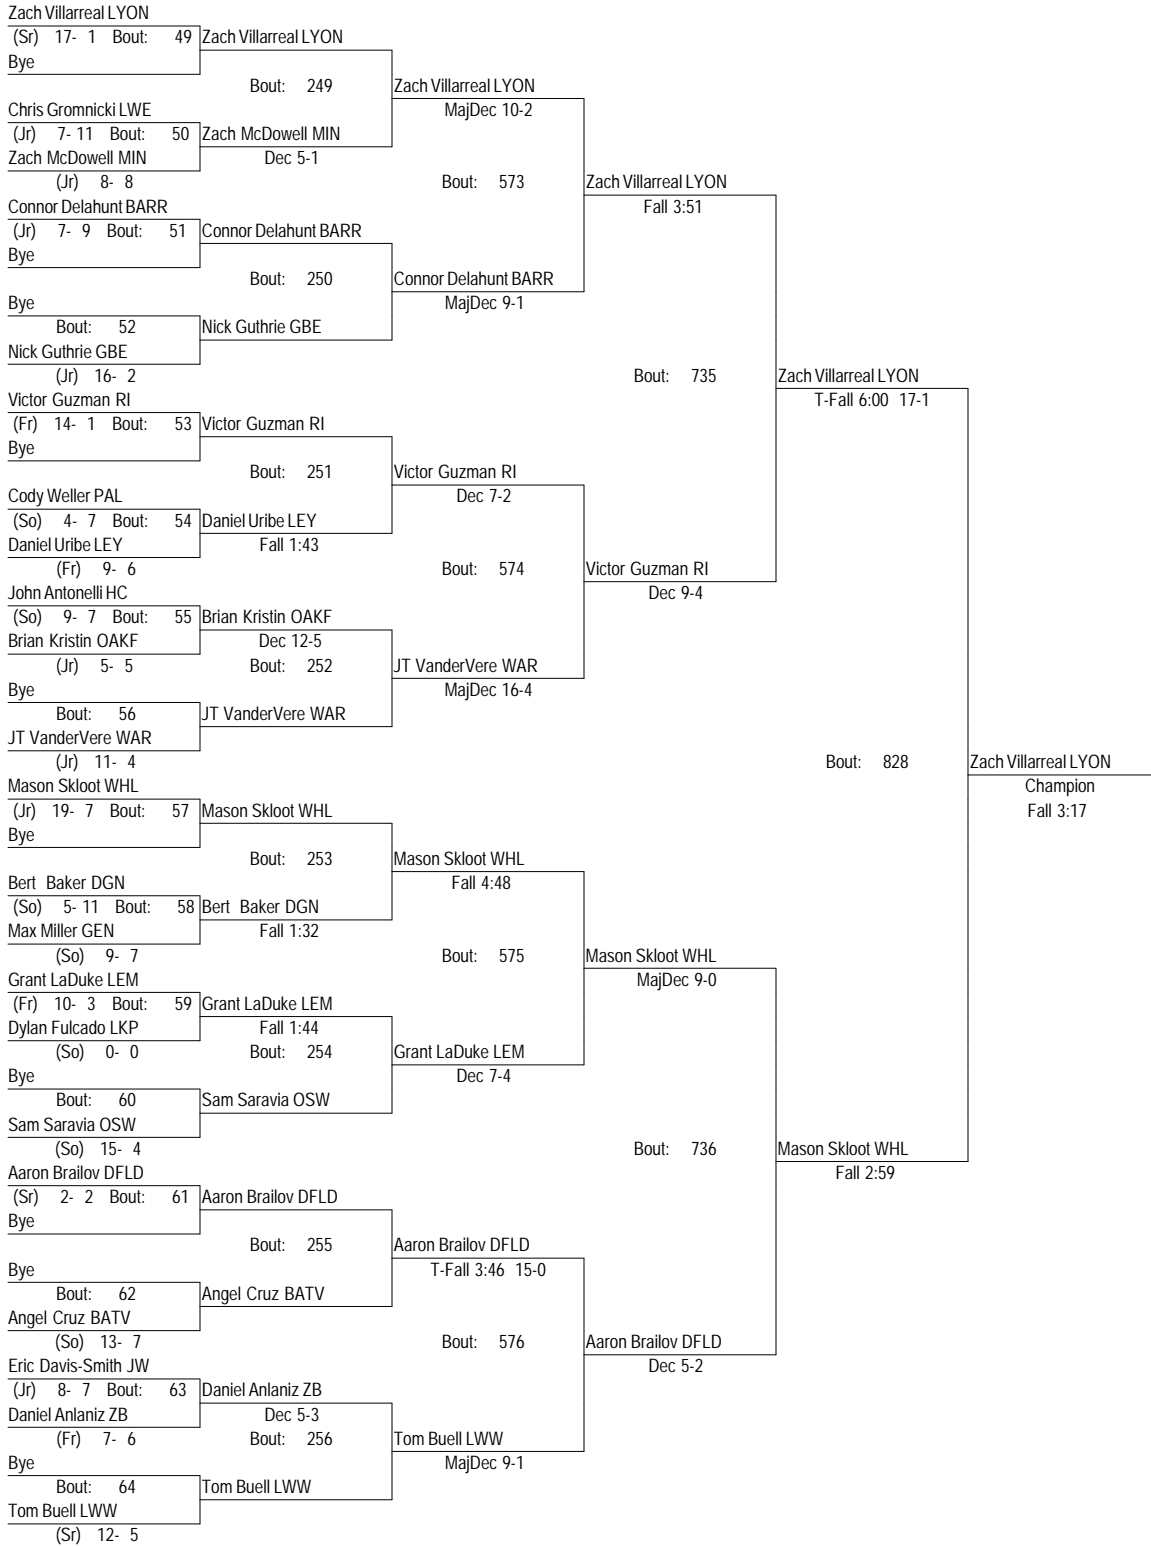 Zach Villarreal LYON
(Sr) 17- 1 Bout: 49 Zach Villarreal LYON
Bye
Bout: 249 Zach Villarreal LYON
Chris Gromnicki LWE MajDec 10-2
(Jr) 7- 11 Bout: 50 Zach McDowell MIN
Zach McDowell MIN Dec 5-1
(Jr) 8- 8 Bout: 573 Zach Villarreal LYON
Connor Delahunt BARR Fall 3:51
(Jr) 7- 9 Bout: 51 Connor Delahunt BARR
Bye
Bout: 250 Connor Delahunt BARR
Bye MajDec 9-1
Bout: 52 Nick Guthrie GBE
Nick Guthrie GBE
(Jr) 16- 2 Bout: 735 Zach Villarreal LYON
Victor Guzman RI T-Fall 6:00 17-1
(Fr) 14- 1 Bout: 53 Victor Guzman RI
Bye
Bout: 251 Victor Guzman RI
Cody Weller PAL Dec 7-2
(So) 4- 7 Bout: 54 Daniel Uribe LEY
Daniel Uribe LEY Fall 1:43
(Fr) 9- 6 Bout: 574 Victor Guzman RI
John Antonelli HC Dec 9-4
(So) 9- 7 Bout: 55 Brian Kristin OAKF
Brian Kristin OAKF Dec 12-5
(Jr) 5- 5 Bout: 252 JT VanderVere WAR
Bye MajDec 16-4
Bout: 56 JT VanderVere WAR
JT VanderVere WAR
(Jr) 11- 4 Bout: 828 Zach Villarreal LYON
Mason Skloot WHL Champion
(Jr) 19- 7 Bout: 57 Mason Skloot WHL Fall 3:17
Bye
Bout: 253 Mason Skloot WHL
Bert Baker DGN Fall 4:48
(So) 5- 11 Bout: 58 Bert Baker DGN
Max Miller GEN Fall 1:32
(So) 9- 7 Bout: 575 Mason Skloot WHL
Grant LaDuke LEM MajDec 9-0
(Fr) 10- 3 Bout: 59 Grant LaDuke LEM
Dylan Fulcado LKP Fall 1:44
(So) 0- 0 Bout: 254 Grant LaDuke LEM
Bye Dec 7-4
Bout: 60 Sam Saravia OSW
Sam Saravia OSW
(So) 15- 4 Bout: 736 Mason Skloot WHL
Aaron Brailov DFLD Fall 2:59
(Sr) 2- 2 Bout: 61 Aaron Brailov DFLD
Bye
Bout: 255 Aaron Brailov DFLD
Bye T-Fall 3:46 15-0
Bout: 62 Angel Cruz BATV
Angel Cruz BATV
(So) 13- 7 Bout: 576 Aaron Brailov DFLD
Eric Davis-Smith JW Dec 5-2
(Jr) 8- 7 Bout: 63 Daniel Anlaniz ZB
Daniel Anlaniz ZB Dec 5-3
(Fr) 7- 6 Bout: 256 Tom Buell LWW
Bye MajDec 9-1
Bout: 64 Tom Buell LWW
Tom Buell LWW
(Sr) 12- 5